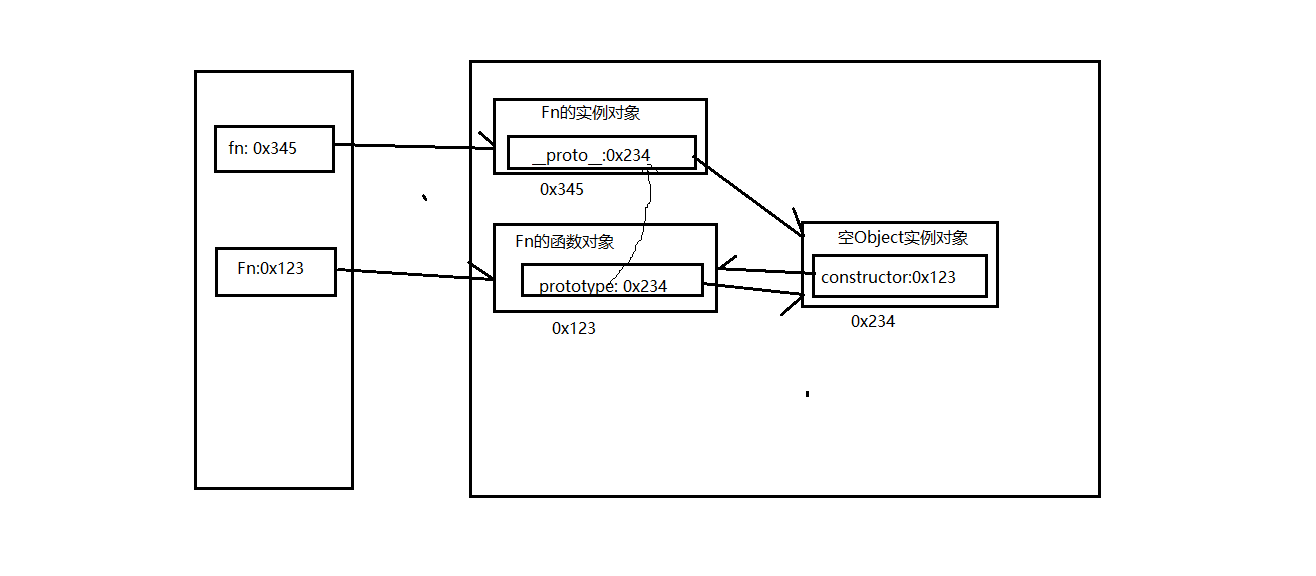 fn: 0x345
Fn:0x123
Fn的实例对象
__proto__:0x234
0x345
Fn的函数对象
prototype: 0x234
0x123
空Object实例对象
constructor:0x123
0x234